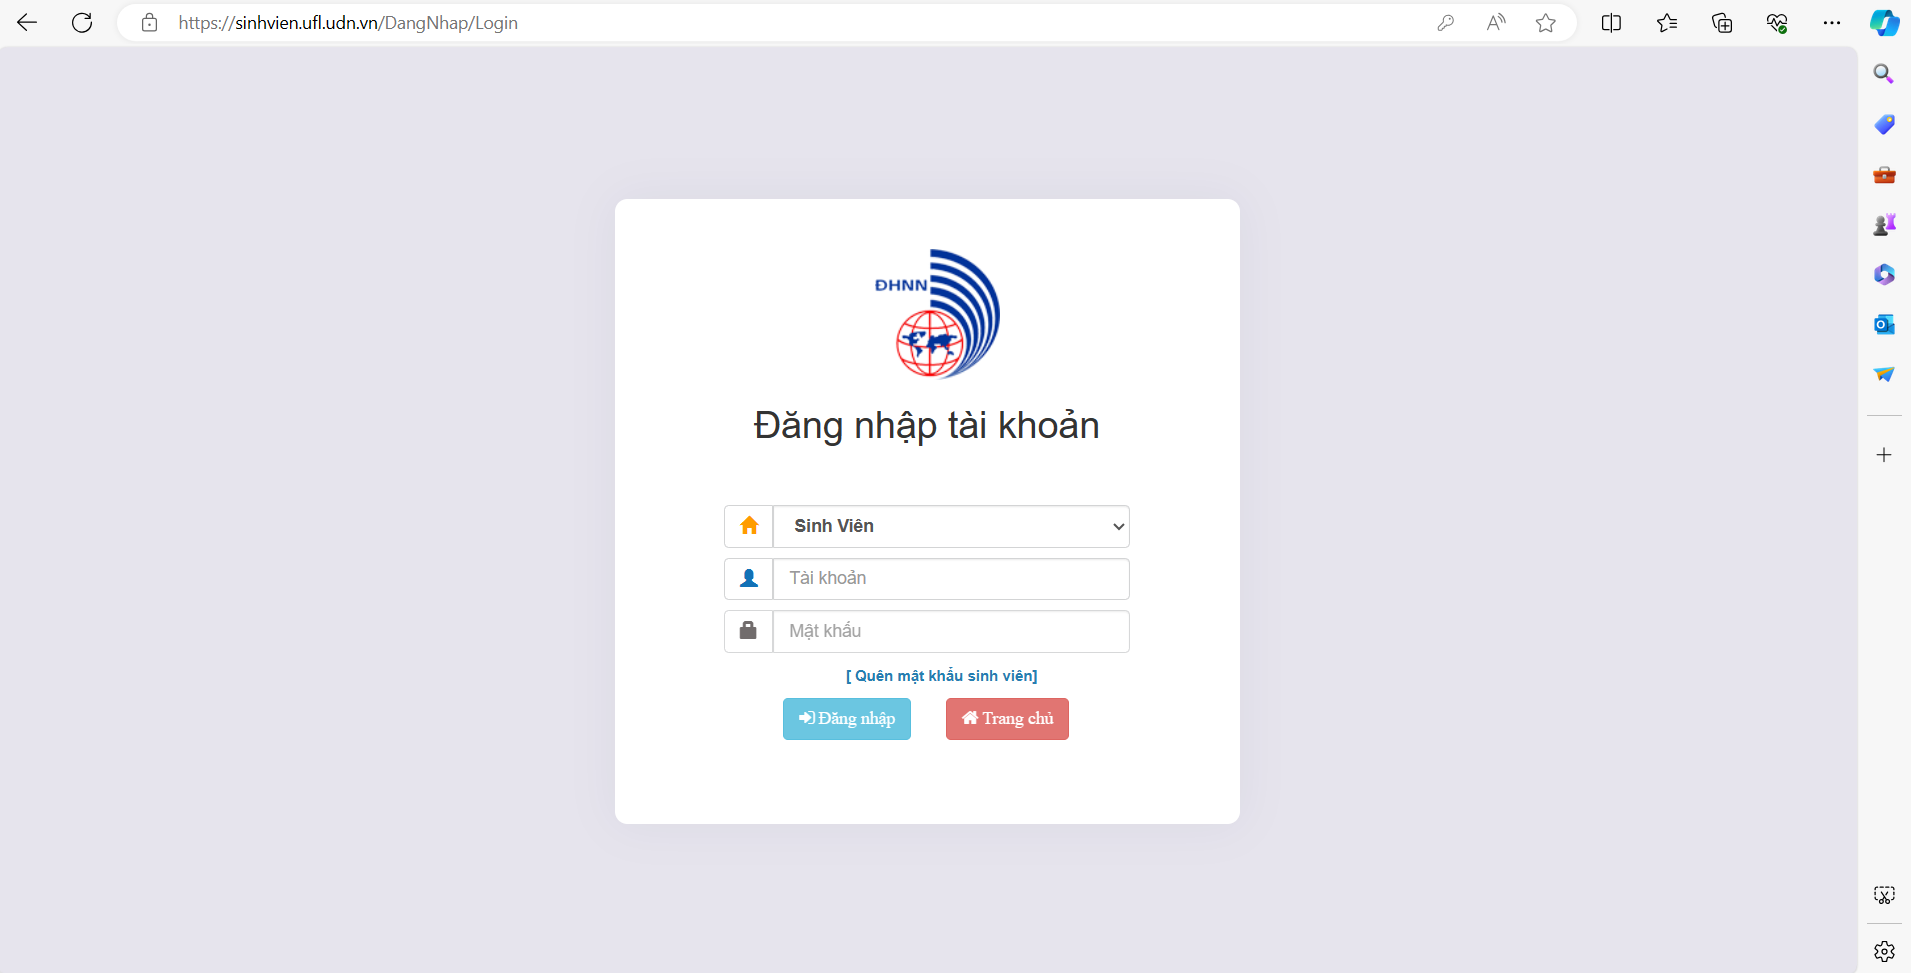 https://sinhvien.ufl.udn.vn/DangNhap/Login
ĐHNN
Đăng nhập tài khoản
Sinh Viên
Tài khoản
Mật khẩu
[ Quên mật khẩu sinh viên]
Đăng nhập
Trang chủ